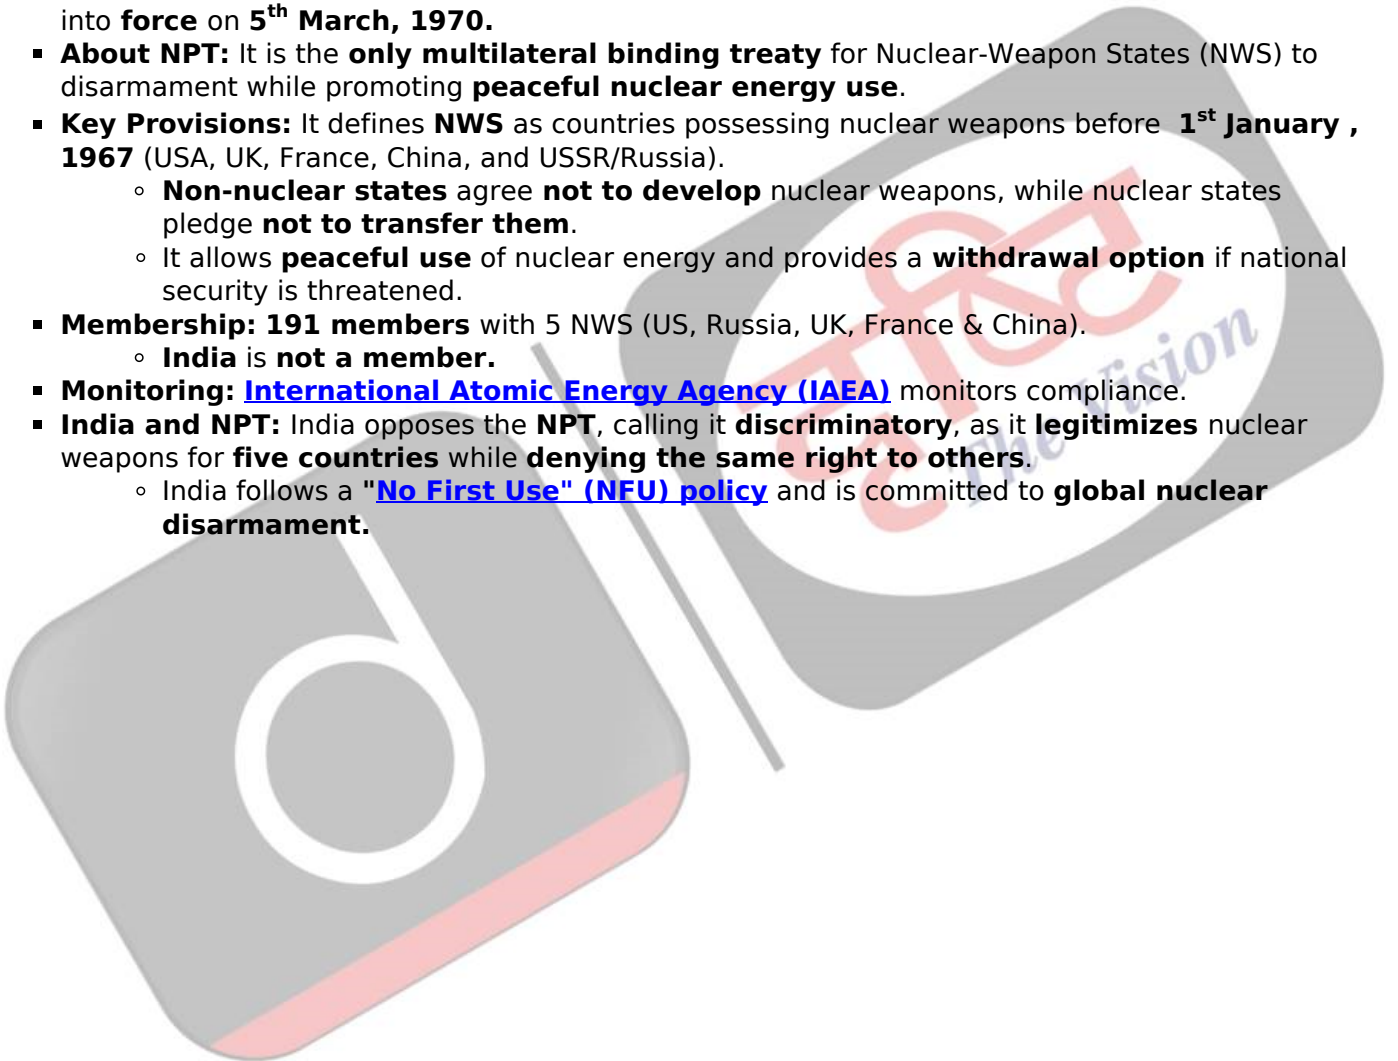 into force on 5th March, 1970.
▪ About NPT: It is the only multilateral binding treaty for Nuclear-Weapon States (NWS) to
disarmament while promoting peaceful nuclear energy use.
▪ Key Provisions: It defines NWS as countries possessing nuclear weapons before 1st January ,
1967 (USA, UK, France, China, and USSR/Russia).
◦ Non-nuclear states agree not to develop nuclear weapons, while nuclear states
pledge not to transfer them.
◦ It allows peaceful use of nuclear energy and provides a withdrawal option if national
security is threatened.
▪ Membership: 191 members with 5 NWS (US, Russia, UK, France & China).
◦ India is not a member.
▪ Monitoring: International Atomic Energy Agency (IAEA) monitors compliance.
▪ India and NPT: India opposes the NPT, calling it discriminatory, as it legitimizes nuclear
weapons for five countries while denying the same right to others.
◦ India follows a "No First Use" (NFU) policy and is committed to global nuclear
disarmament.
दृष्टि
The Vision
d